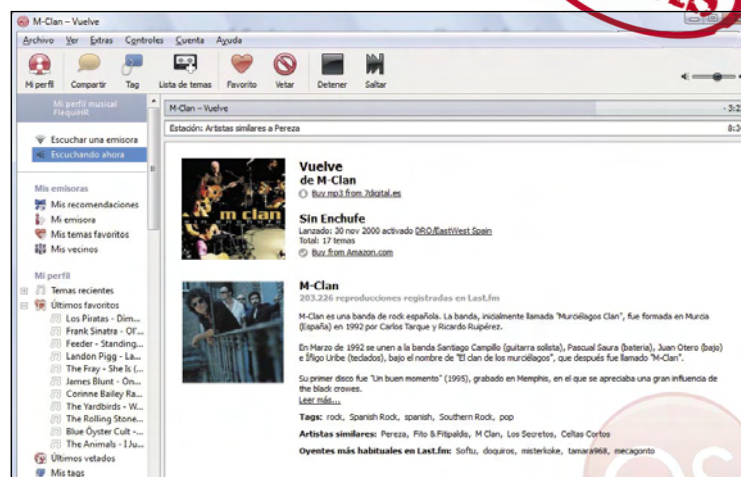 M-Clan – Vuelve
Archivo Ver Extras Controles Cuenta Ayuda
Mi perfil Compartir Tag Lista de temas Favorito Vetar Detener Saltar
Mi perfil musical
FlequiHR
M-Clan – Vuelve
Estación: Artistas similares a Pereza
Escuchar una emisora
Escuchando ahora
Mis emisoras
Mis recomendaciones
Mi emisora
Mis temas favoritos
Mis vecinos
Mi perfil
Temas recientes
Últimos favoritos
Los Piratas - Dim...
Frank Sinatra - Ol'...
Feeder - Standing...
Landon Pigg - La...
The Fray - She Is (...
James Blunt - On...
Corinne Bailey Ra...
The Yardbirds - W...
The Rolling Stone...
Blue Öyster Cult -...
The Animals - I Ju...
Últimos vetados
Mis tags
m clan
sin enchufe
Vuelve
de M-Clan
Buy mp3 from 7digital.es
Sin Enchufe
Lanzado: 30 nov 2000 activado DRO/EastWest Spain
Total: 17 temas
Buy from Amazon.com
M-Clan
203.226 reproducciones registradas en Last.fm
M-Clan es una banda de rock española. La banda, inicialmente llamada "Murciélagos Clan", fue formada en Murcia
(España) en 1992 por Carlos Tarque y Ricardo Ruipérez.
En Marzo de 1992 se unen a la banda Santiago Campillo (guitarra solista), Pascual Saura (bateria), Juan Otero (bajo)
e Íñigo Uribe (teclados), bajo el nombre de "El clan de los murciélagos", que después fue llamado "M-Clan".
Su primer disco fue "Un buen momento" (1995), grabado en Memphis, en el que se apreciaba una gran influencia de
the black crowes.
Leer más...
Tags: rock, Spanish Rock, spanish, Southern Rock, pop
Artistas similares: Pereza, Fito & Fitipaldis, M Clan, Los Secretos, Celtas Cortos
Oyentes más habituales en Last.fm: Softu, doquiros, misterkoke, tamara968, mecagonto